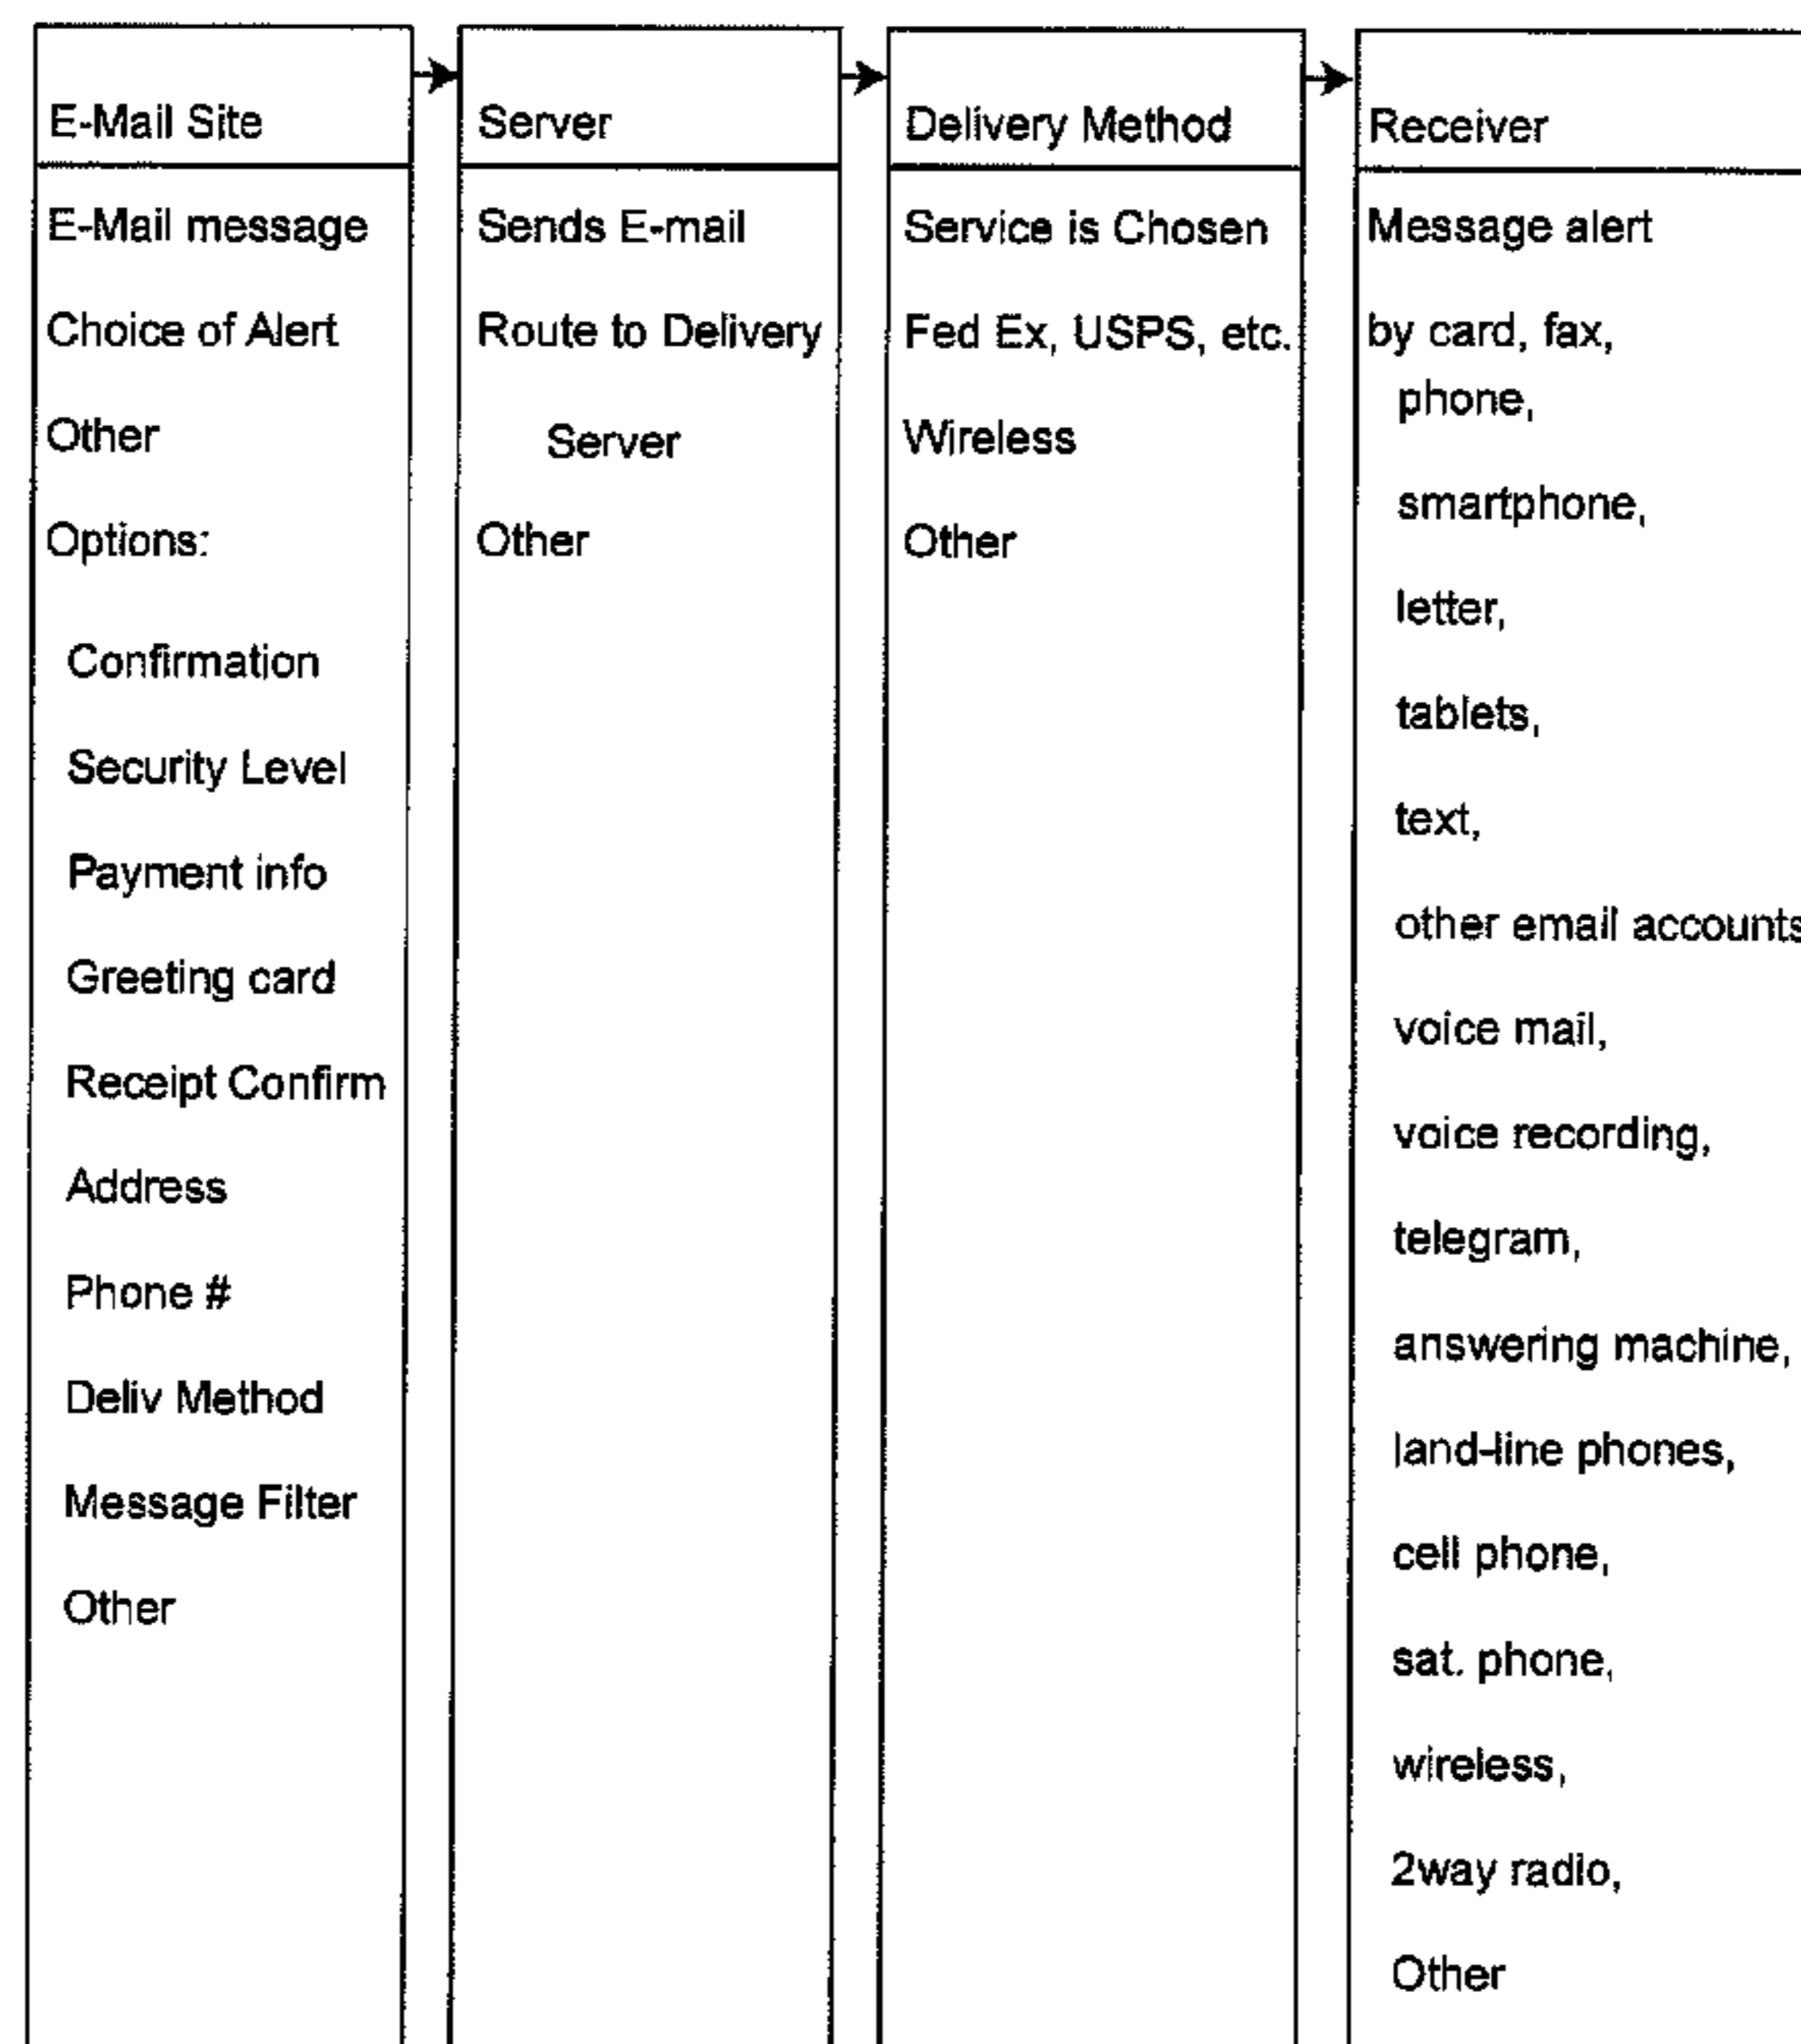 E-Mail Site
E-Mail message
Choice of Alert
Other
Options:
Confirmation
Security Level
Payment info
Greeting card
Receipt Confirm
Address
Phone #
Deliv Method
Message Filter
Other
Server
Sends E-mail
Route to Delivery
Server
Other
Delivery Method
Service is Chosen
Fed Ex, USPS, etc.
Wireless
Other
Receiver
Message alert
by card, fax,
phone,
smartphone,
letter,
tablets,
text,
other email accounts
voice mail,
voice recording,
telegram,
answering machine,
land-line phones,
cell phone,
sat. phone,
wireless,
2way radio,
Other